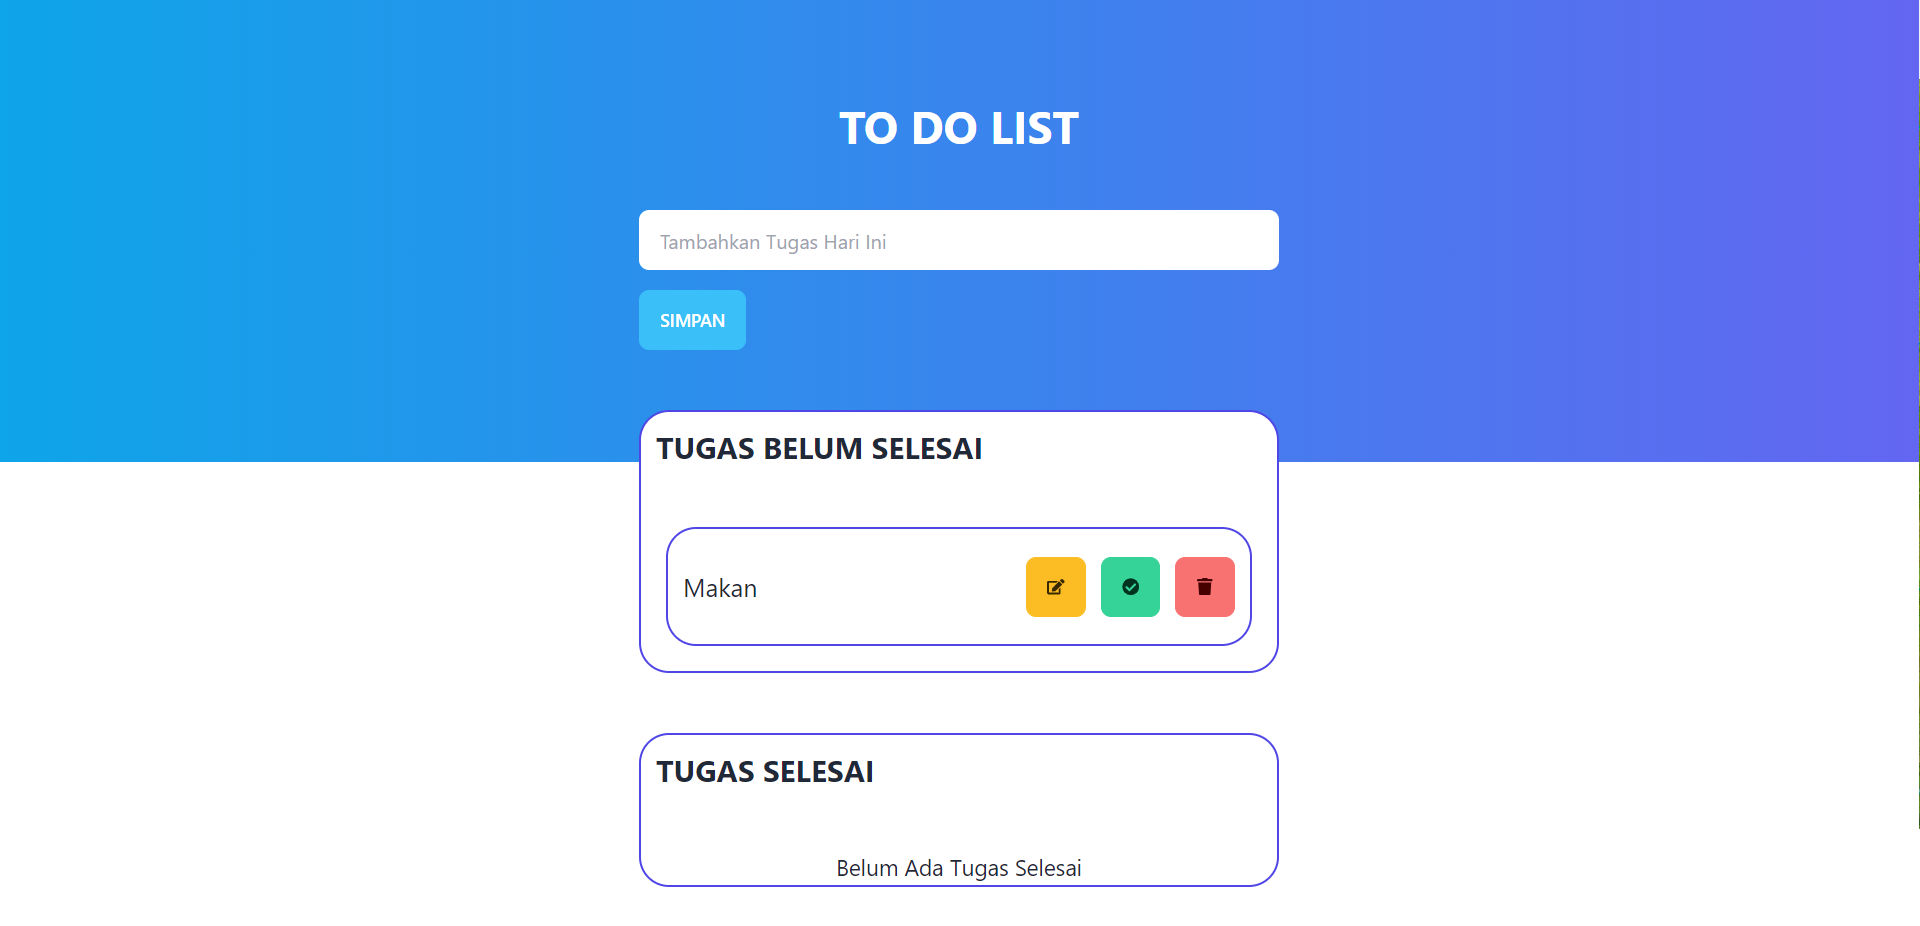 TO DO LIST
Tambahkan Tugas Hari Ini
SIMPAN
TUGAS BELUM SELESAI
Makan
TUGAS SELESAI
Belum Ada Tugas Selesai